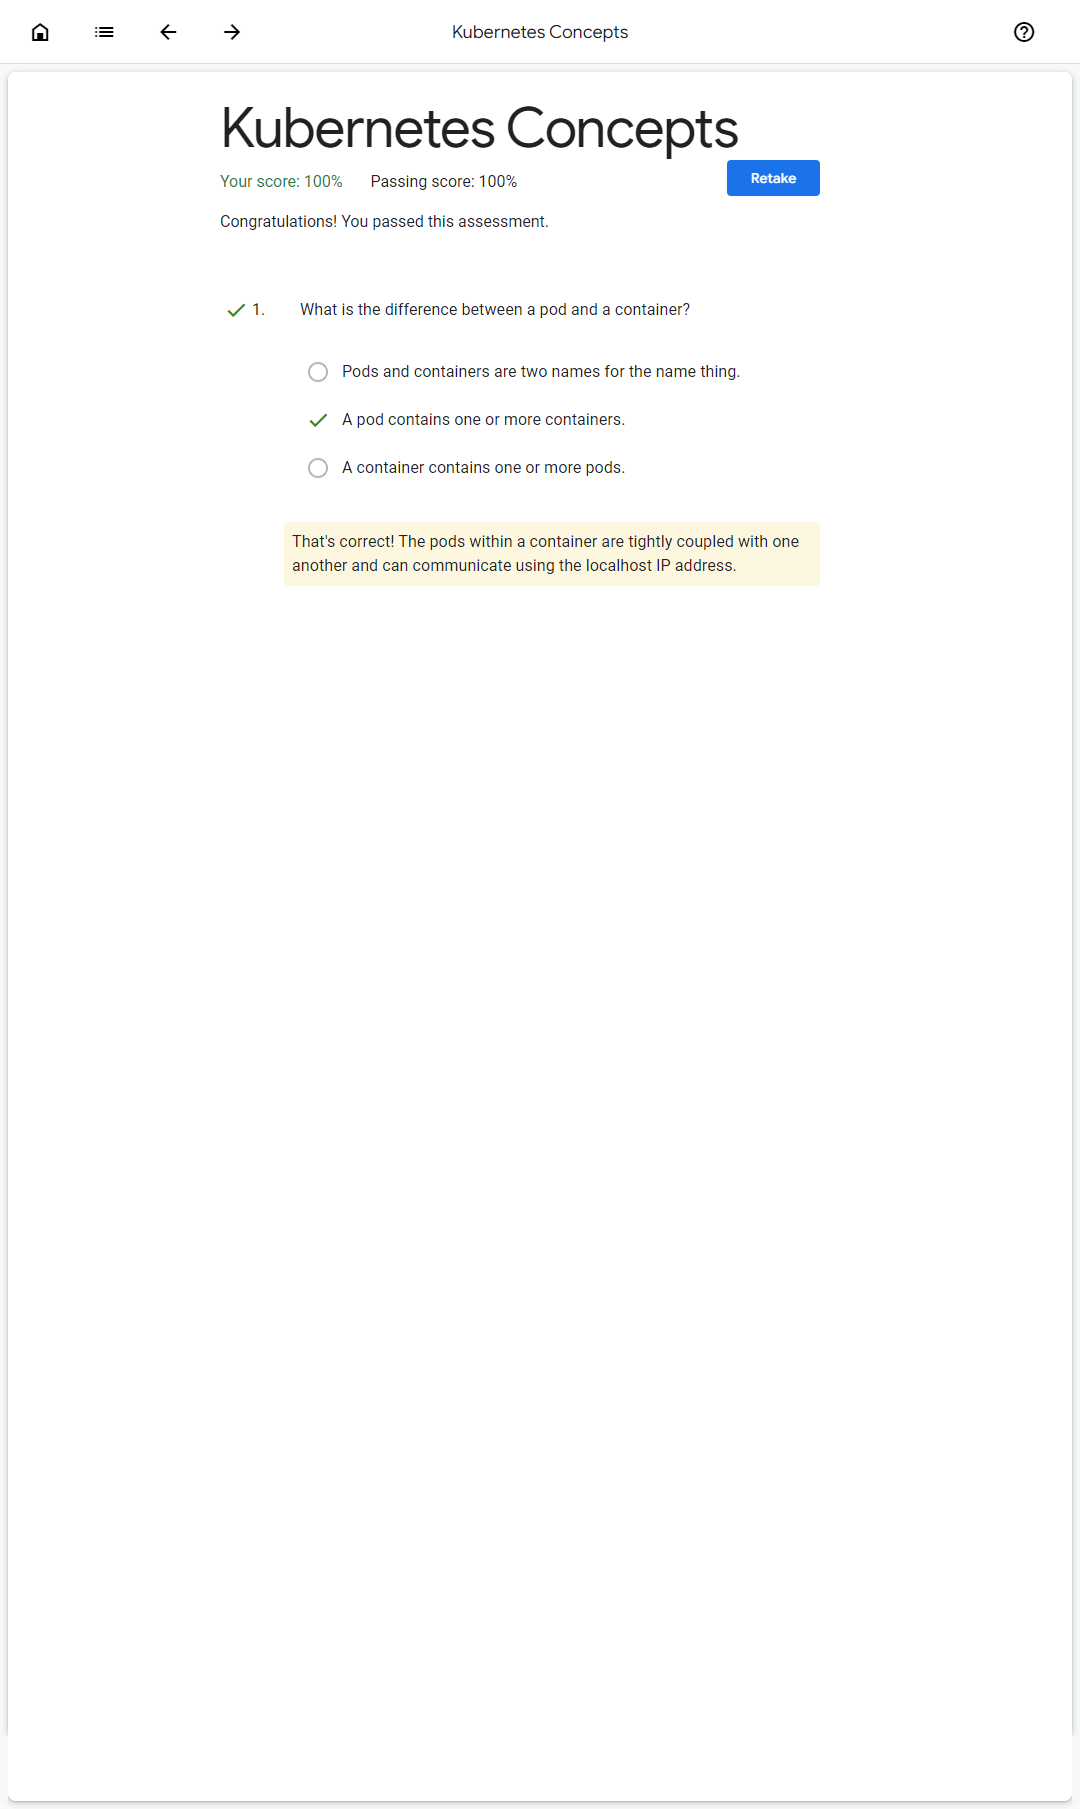 Kubernetes Concepts
Kubernetes Concepts
Your score: 100% Passing score: 100%
Retake
Congratulations! You passed this assessment.
1. What is the difference between a pod and a container?
Pods and containers are two names for the name thing.
A pod contains one or more containers.
A container contains one or more pods.
That's correct! The pods within a container are tightly coupled with one
another and can communicate using the localhost IP address.